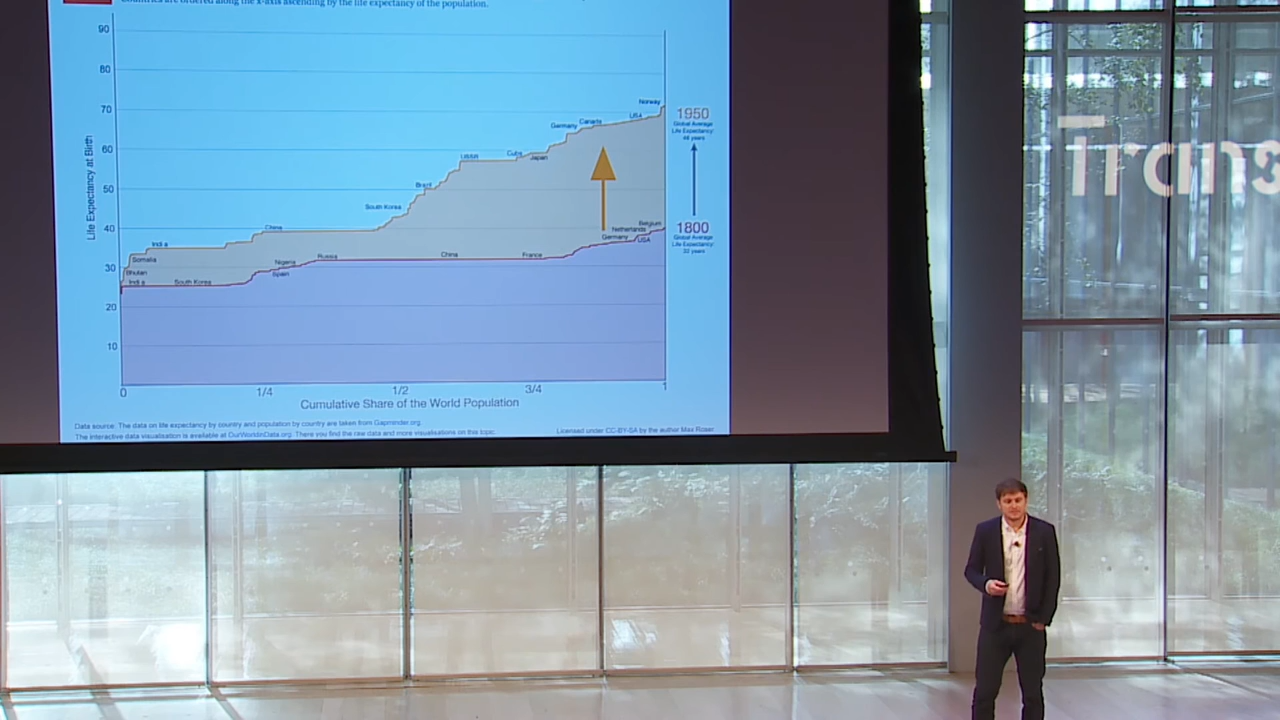 Countries are ordered along the x-axis ascending by the life expectancy of the population.
90
80
70
60
50
40
30
20
10
Life Expectancy at Birth
Norway
USA
Canada
Germany
Japan
Cuba
USSR
Brazil
South Korea
China
India
Somalia
Bhutan
1950
Global Average
Life Expectancy:
48 years
1800
Global Average
Life Expectancy:
32 years
Belgium
Netherlands
USA
Germany
France
China
Russia
Nigeria
Spain
South Korea
India
0
1/4
1/2
3/4
1
Cumulative Share of the World Population
Data source: The data on life expectancy by country and population by country are taken from Gapminder.org.
The interactive data visualisation is available at OurWorldinData.org. There you find the raw data and more visualisations on this topic.
Licensed under CC-BY-SA by the author Max Roser
Trans